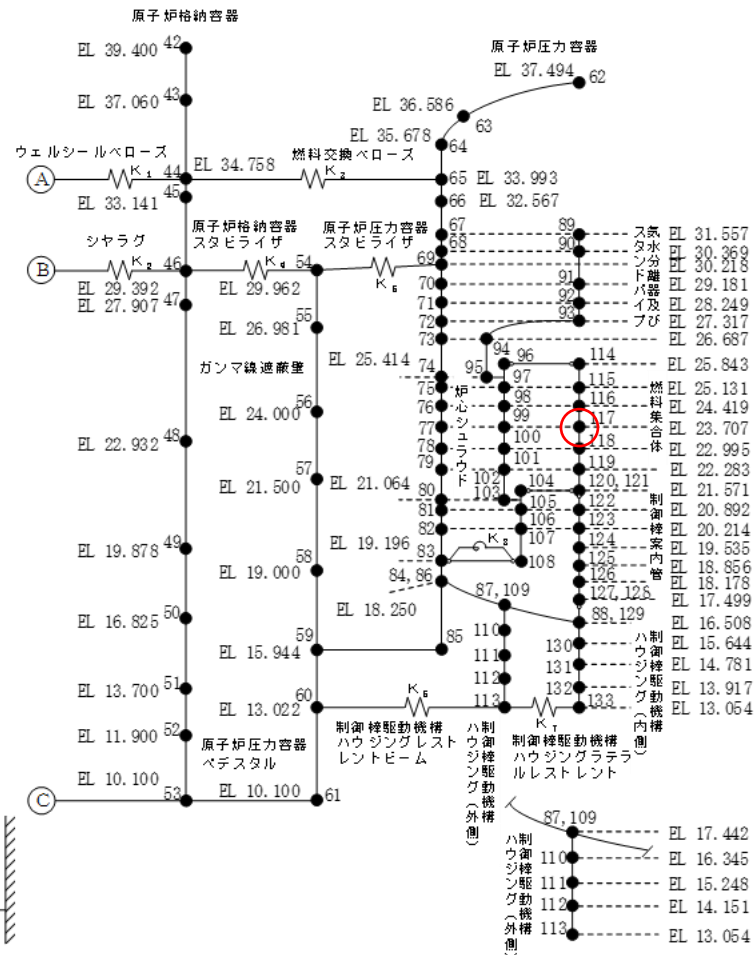 原子炉格納容器
EL 39.400 42
EL 37.060 43
原子炉圧力容器
EL 37.494 62
EL 36.586 63
EL 35.678 64
ウェルシールベローズ
A K₁ 44 EL 34.758
燃料交換ベローズ
65 EL 33.993
45
EL 33.141
66 EL 32.567
シヤラグ
B K₂ 46
EL 29.392
原子炉格納容器
スタビライザ
K₄ 54
EL 29.962
原子炉圧力容器
スタビライザ
K₅ 69
67
68
70
71
72
73
EL 27.907 47
55
EL 26.981
89
90
91
92
93
気水分離器及び
スタンドパイプ
EL 31.557
EL 30.369
EL 30.218
EL 29.181
EL 28.249
EL 27.317
EL 26.687
ガンマ線遮蔽壁
EL 25.414 74
75
76
77
78
79
80
81
82
83
94
95
96
97
98
99
100
101
102
103
炉心シュラウド
56
EL 24.000
57
EL 21.500
EL 21.064
58
EL 19.000
EL 19.196
EL 22.932 48
EL 19.878 49
EL 16.825 50
EL 13.700 51
EL 11.900 52
EL 10.100
C 53
59
EL 15.944
60
EL 13.022
EL 10.100 61
原子炉圧力容器
ペデスタル
104
105
106
107
108
84,86
EL 18.250
85
114
115
116
117
118
119
120,121
122
123
124
125
126
127,128
88,129
130
131
132
133
燃料集合体
制御棒案内管
制御棒駆動機構
ハウジング(内側)
EL 25.843
EL 25.131
EL 24.419
EL 23.707
EL 22.995
EL 22.283
EL 21.571
EL 20.892
EL 20.214
EL 19.535
EL 18.856
EL 18.178
EL 17.499
EL 16.508
EL 15.644
EL 14.781
EL 13.917
EL 13.054
87,109
110
111
112
113
K₆
制御棒駆動機構
ハウジングレスト
レントビーム
制御棒駆動機構
ハウジング(外側)
K₇
制御棒駆動機構
ハウジングラテラ
ルレストレント
87,109
110
111
112
113
制御棒駆動機構
ハウジング(外側)
EL 17.442
EL 16.345
EL 15.248
EL 14.151
EL 13.054